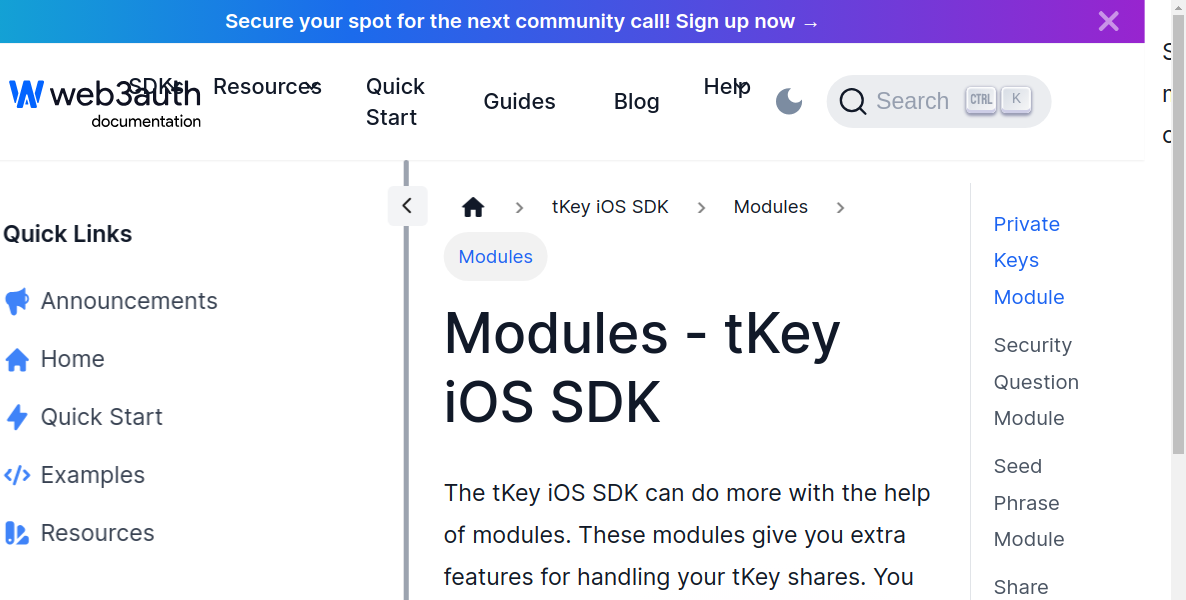 Secure your spot for the next community call! Sign up now →
web3auth
documentation
SDKs
Resources
Quick
Start
Guides
Blog
Help
Search
CTRL
K
Quick Links
Announcements
Home
Quick Start
Examples
Resources
tKey iOS SDK
Modules
Modules
Modules - tKey
iOS SDK
The tKey iOS SDK can do more with the help
of modules. These modules give you extra
features for handling your tKey shares. You
Private
Keys
Module
Security
Question
Module
Seed
Phrase
Module
Share